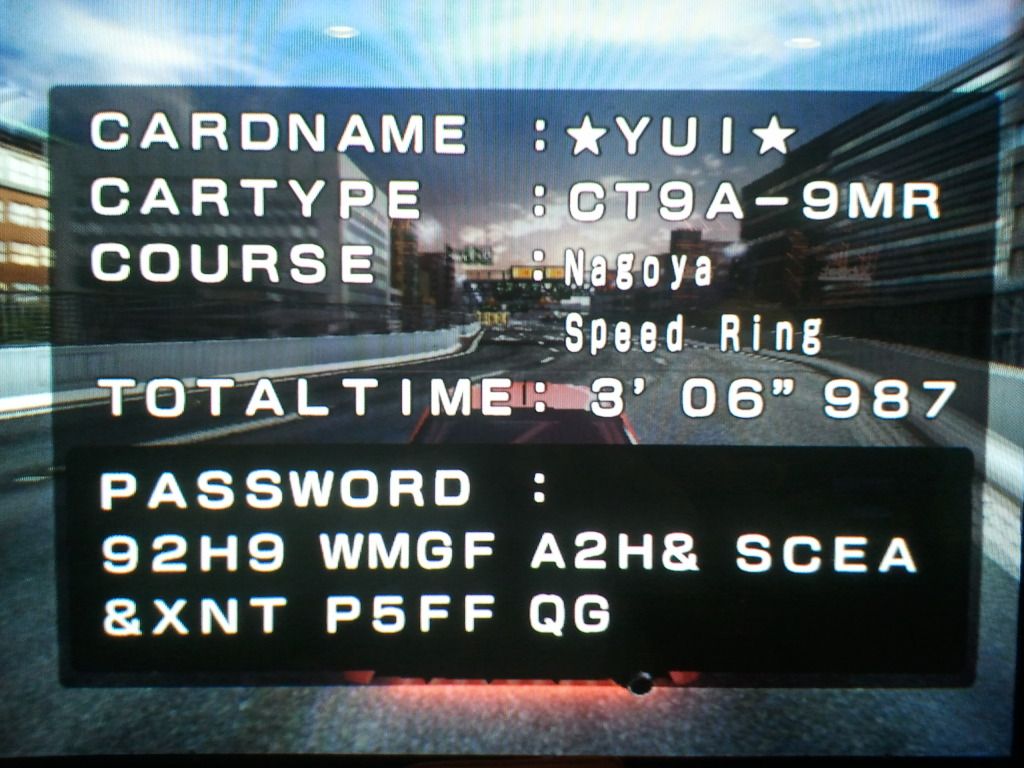 CARDNAME : ★YUI★
CARTYPE : CT9A-9MR
COURSE : Nagoya
Speed Ring
TOTALTIME: 3' 06" 987
PASSWORD :
92H9 WMGF A2H& SCEA
&XNT P5FF QG